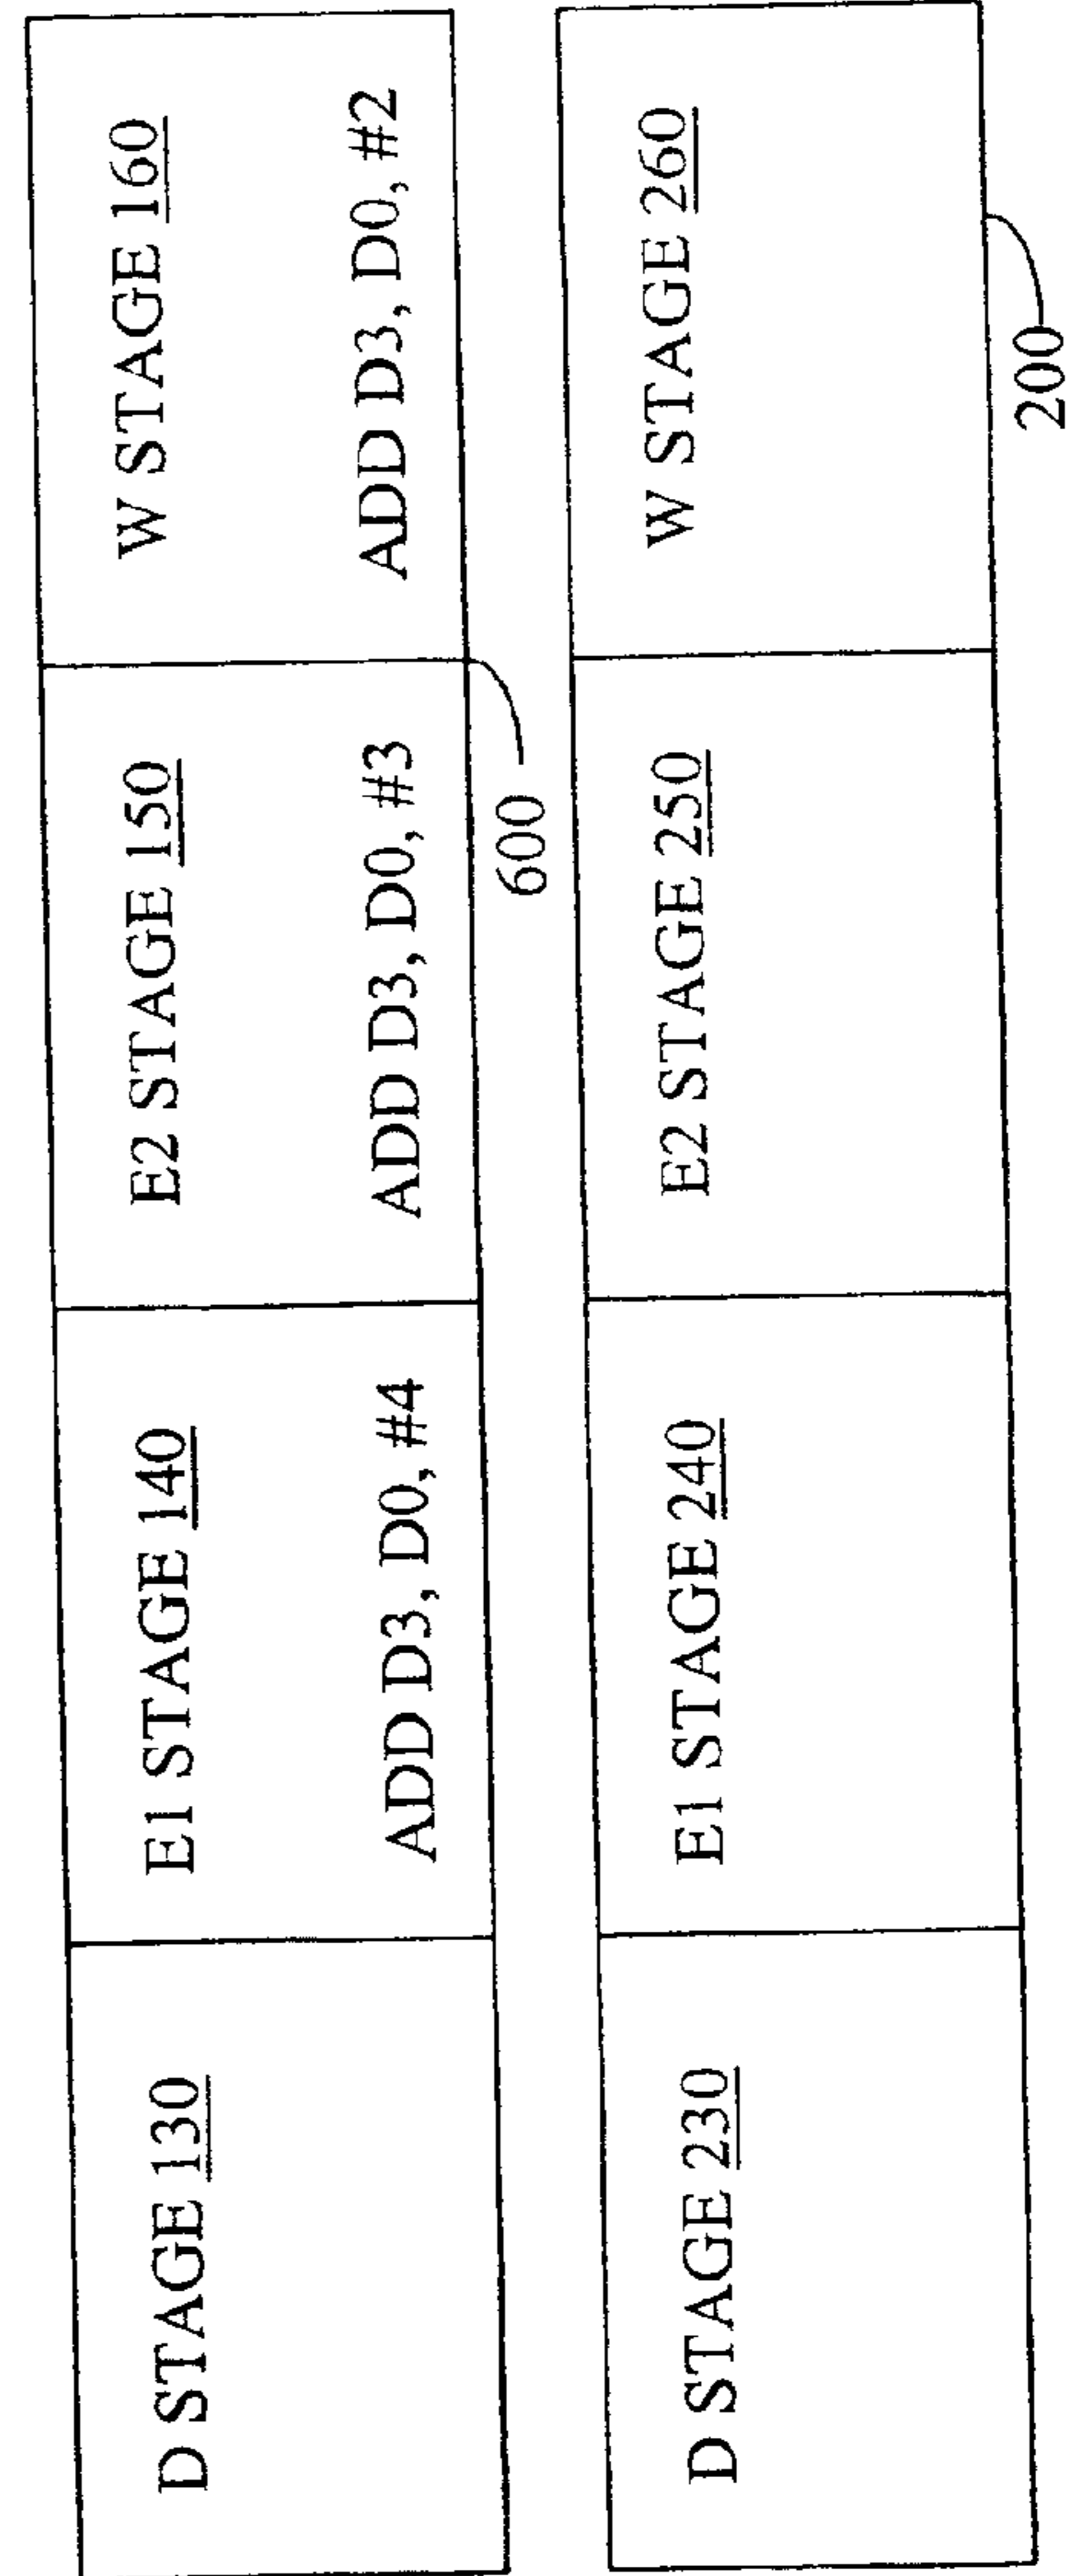 D STAGE 130
E1 STAGE 140
E2 STAGE 150
W STAGE 160
ADD D3, D0, #4
ADD D3, D0, #3
ADD D3, D0, #2
600
D STAGE 230
E1 STAGE 240
E2 STAGE 250
W STAGE 260
200